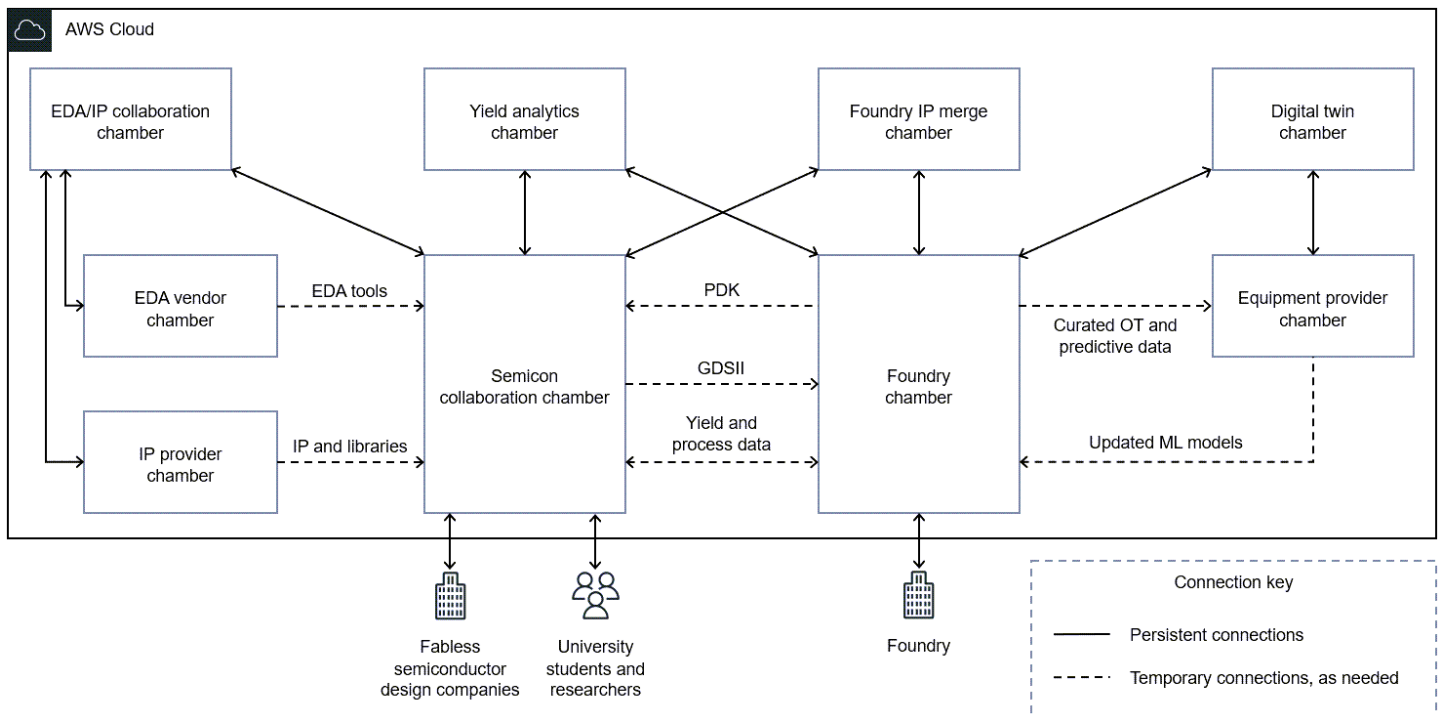 AWS Cloud
EDA/IP collaboration
chamber
Yield analytics
chamber
Foundry IP merge
chamber
Digital twin
chamber
EDA vendor
chamber
EDA tools
PDK
Curated OT and
predictive data
Equipment provider
chamber
Semicon
collaboration chamber
GDSII
Foundry
chamber
Yield and
process data
IP provider
chamber
IP and libraries
Updated ML models
Fabless
semiconductor
design companies
University
students and
researchers
Foundry
Connection key
Persistent connections
Temporary connections, as needed